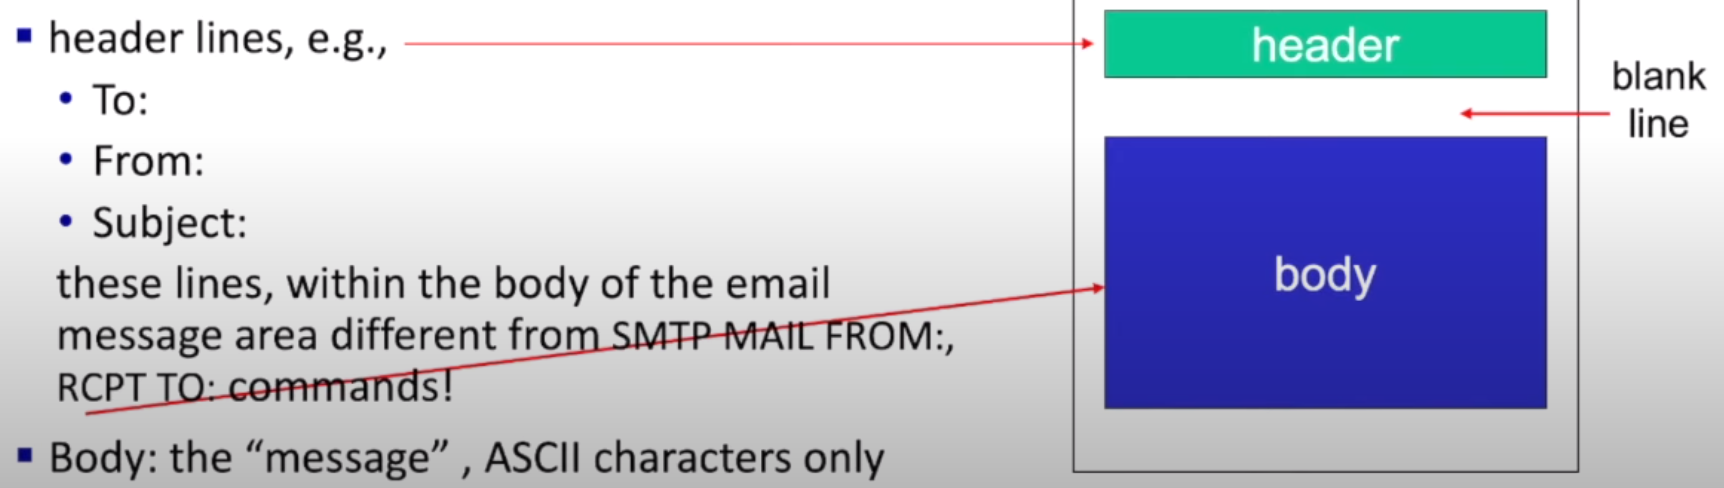 header lines, e.g.,
To:
From:
Subject:
these lines, within the body of the email
message area different from SMTP MAIL FROM:,
RCPT TO: commands!
Body: the “message” , ASCII characters only
header
blank
line
body